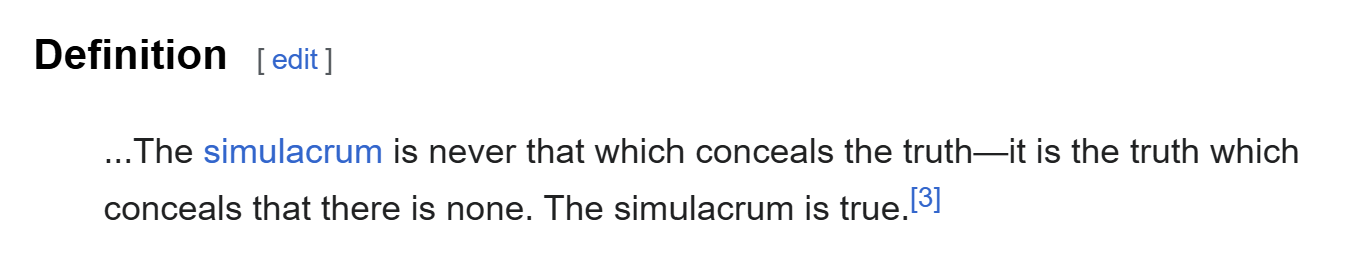 Definition [ edit ]
...The simulacrum is never that which conceals the truth—it is the truth which
conceals that there is none. The simulacrum is true.[3]